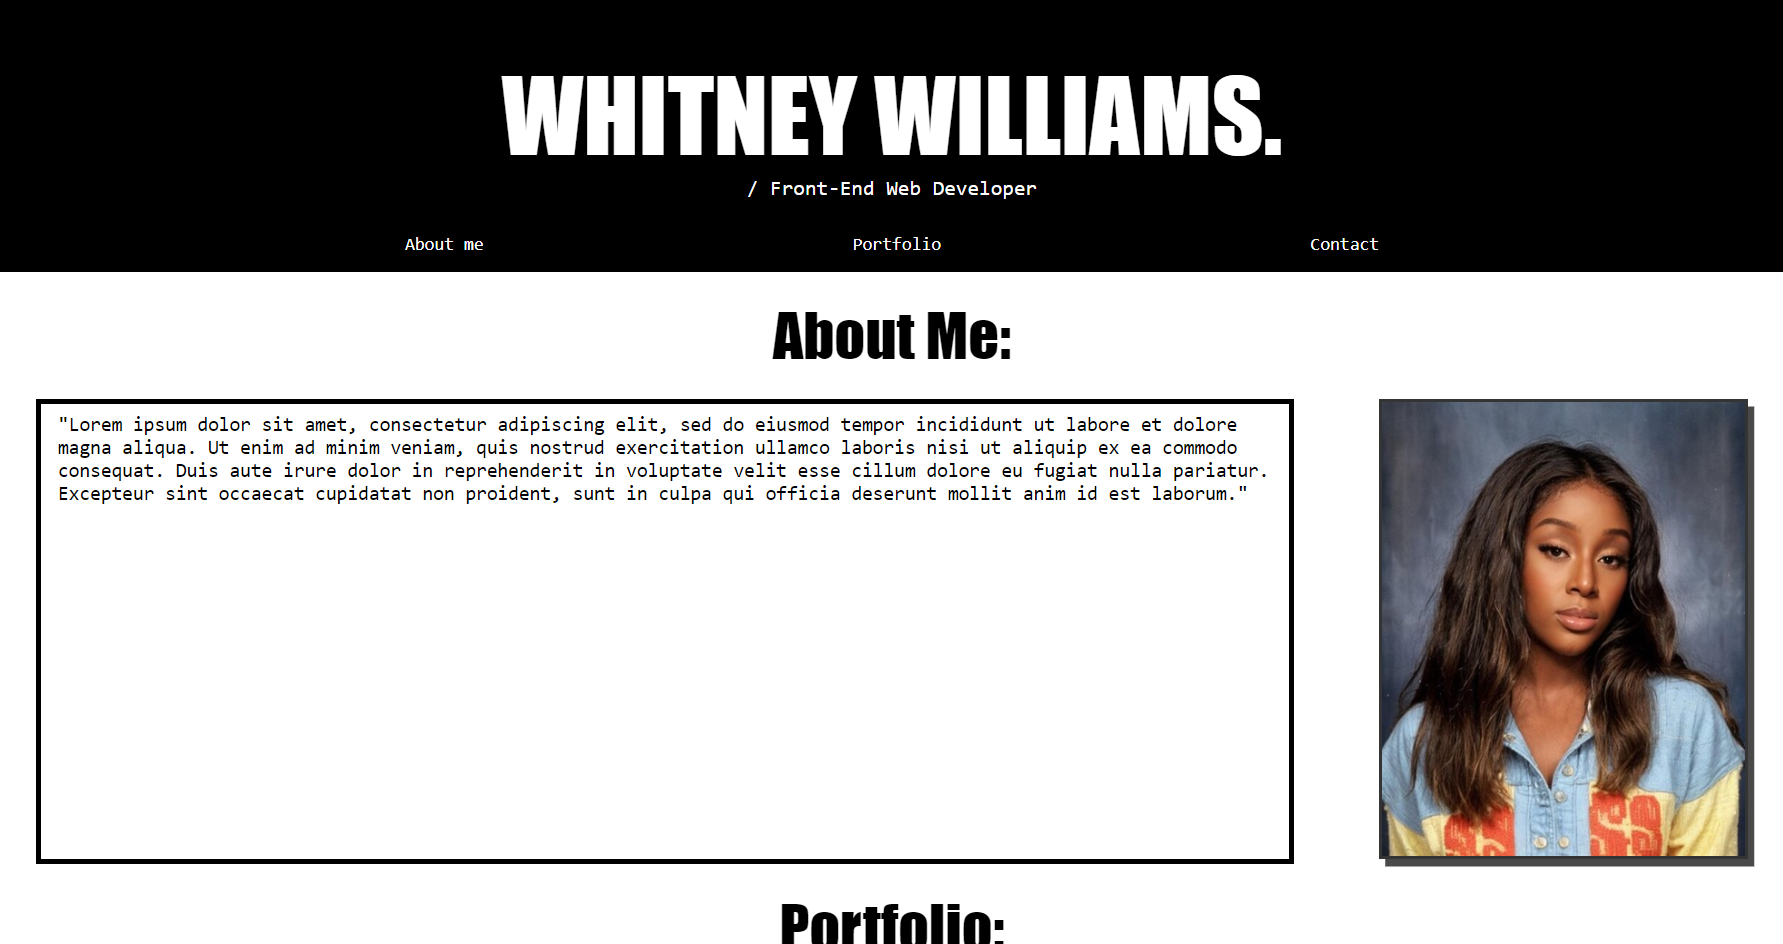 WHITNEY WILLIAMS.
/ Front-End Web Developer
About me Portfolio Contact
About Me:
"Lorem ipsum dolor sit amet, consectetur adipiscing elit, sed do eiusmod tempor incididunt ut labore et dolore
magna aliqua. Ut enim ad minim veniam, quis nostrud exercitation ullamco laboris nisi ut aliquip ex ea commodo
consequat. Duis aute irure dolor in reprehenderit in voluptate velit esse cillum dolore eu fugiat nulla pariatur.
Excepteur sint occaecat cupidatat non proident, sunt in culpa qui officia deserunt mollit anim id est laborum."
Portfolio: